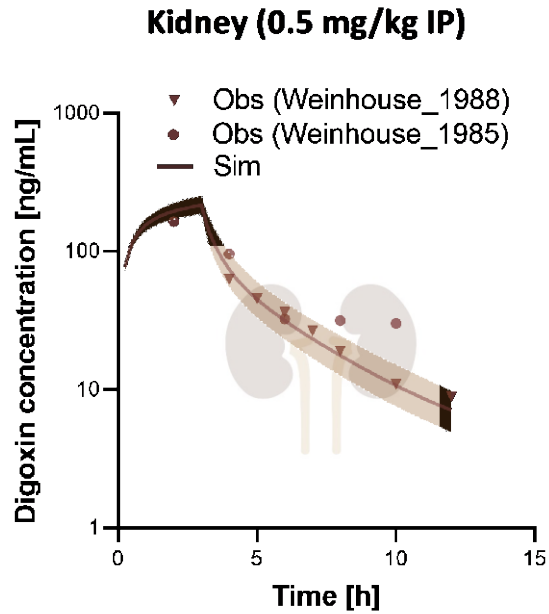 Kidney (0.5 mg/kg IP)
Obs (Weinhouse_1988)
Obs (Weinhouse_1985)
Sim
Digoxin concentration [ng/mL]
1000
100
10
1
0
5
10
15
Time [h]